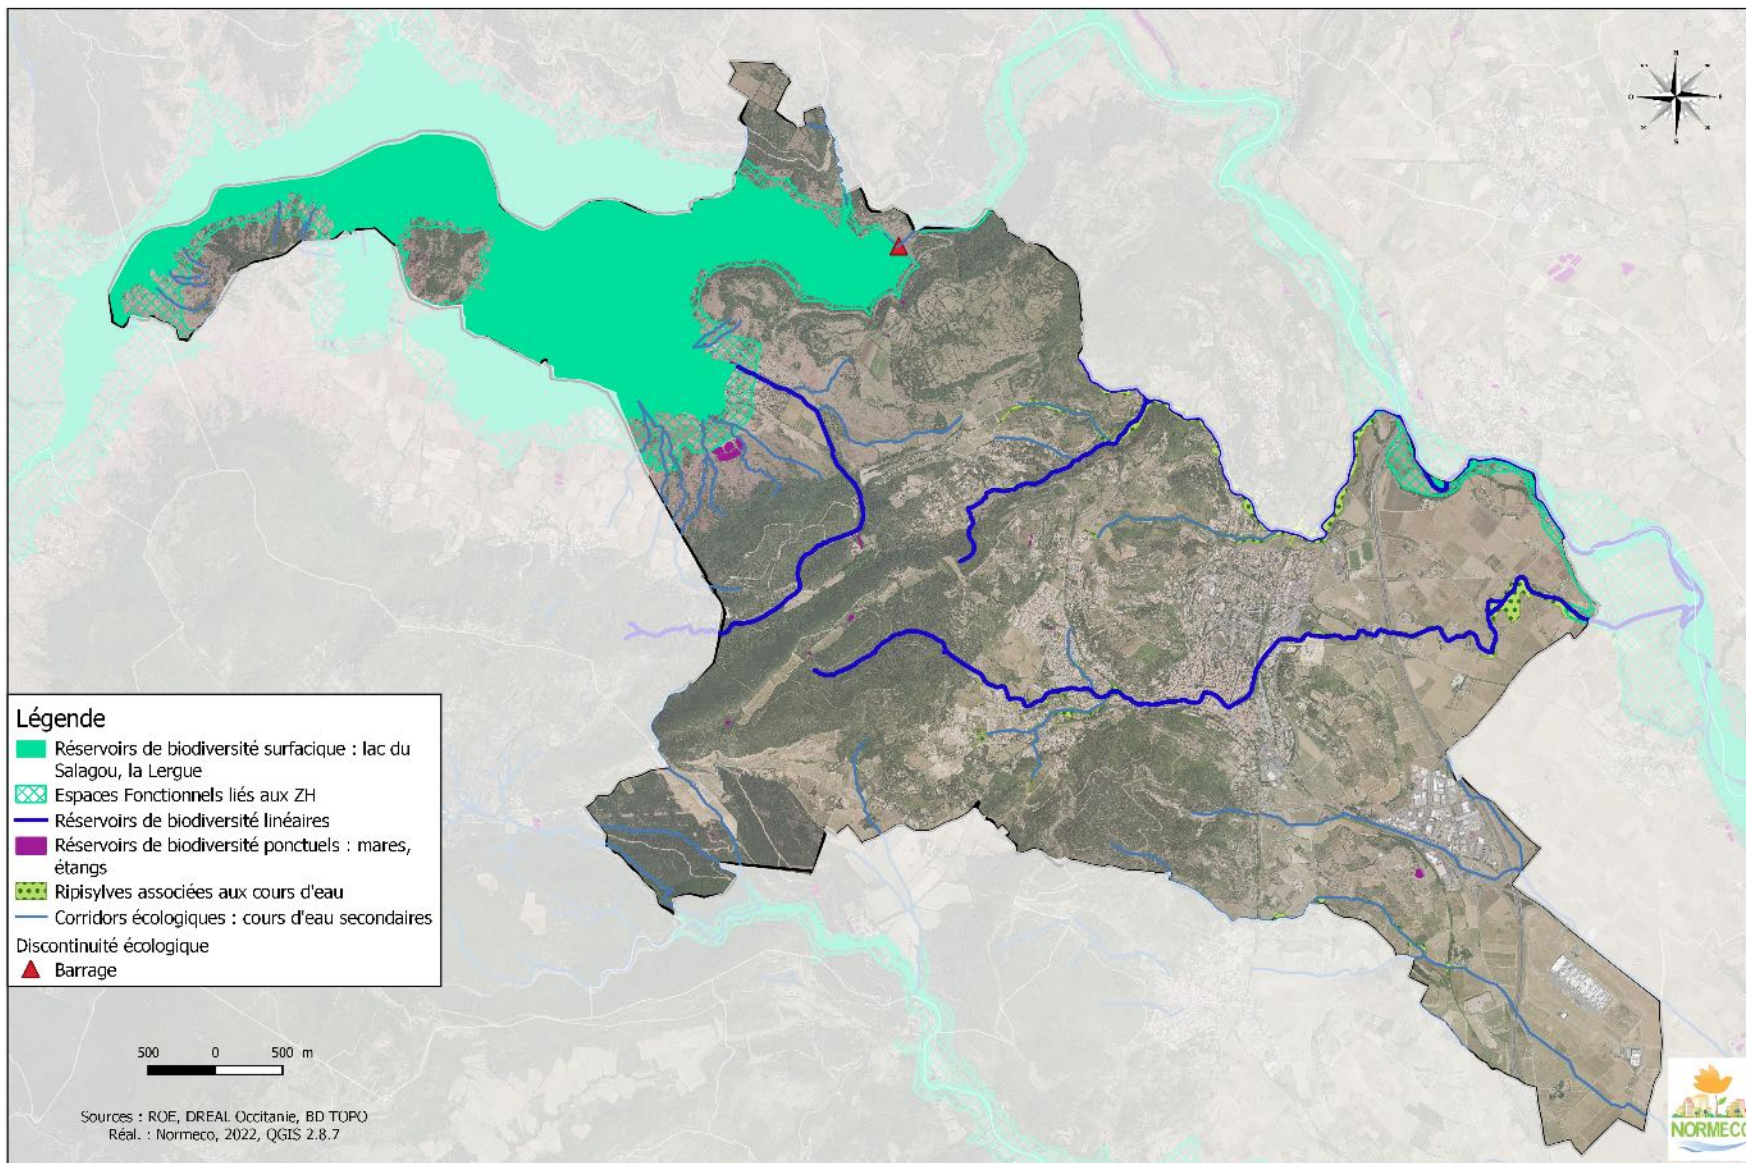 N
O
E
S
Légende
Réservoirs de biodiversité surfacique : lac du
Salagou, la Lergue
Espaces Fonctionnels liés aux ZH
Réservoirs de biodiversité linéaires
Réservoirs de biodiversité ponctuels : mares,
étangs
Ripisylves associées aux cours d'eau
Corridors écologiques : cours d'eau secondaires
Discontinuité écologique
Barrage
500 0 500 m
Sources : ROE, DREAL Occitanie, BD TOPO
Réal. : Normeco, 2022, QGIS 2.8.7
NORMECO